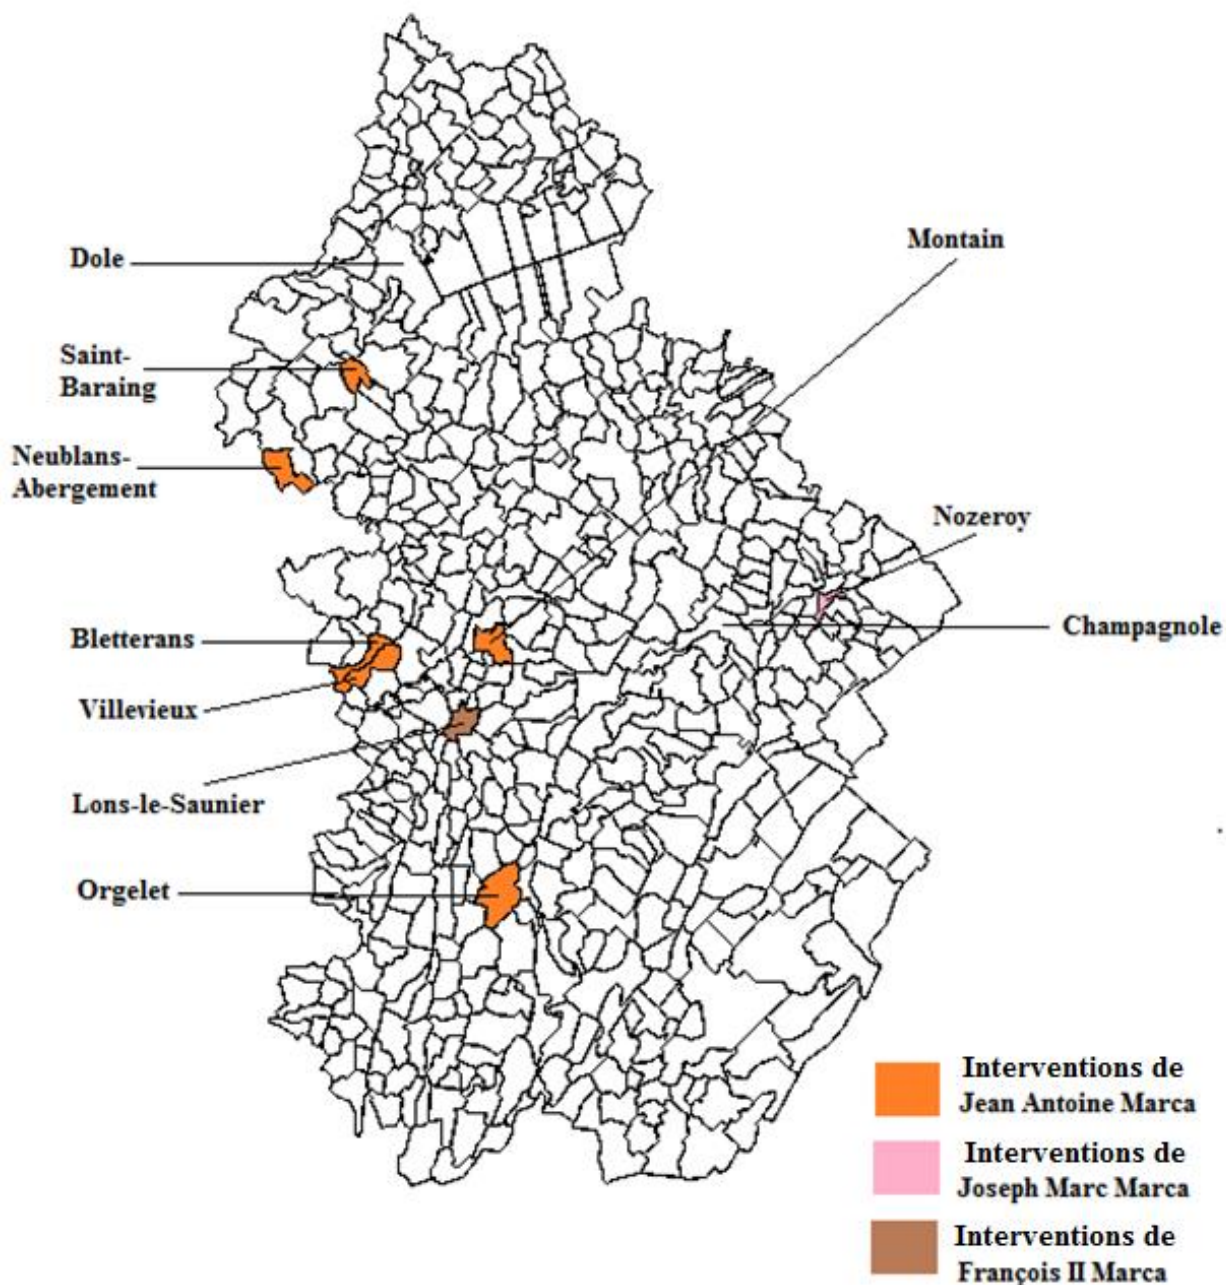 Dole
Montain
Saint-
Baraing
Neublans-
Abergement
Nozeroy
Bletterans
Champagnole
Villevieux
Lons-le-Saunier
Orgelet
Interventions de
Jean Antoine Marca
Interventions de
Joseph Marc Marca
Interventions de
François II Marca